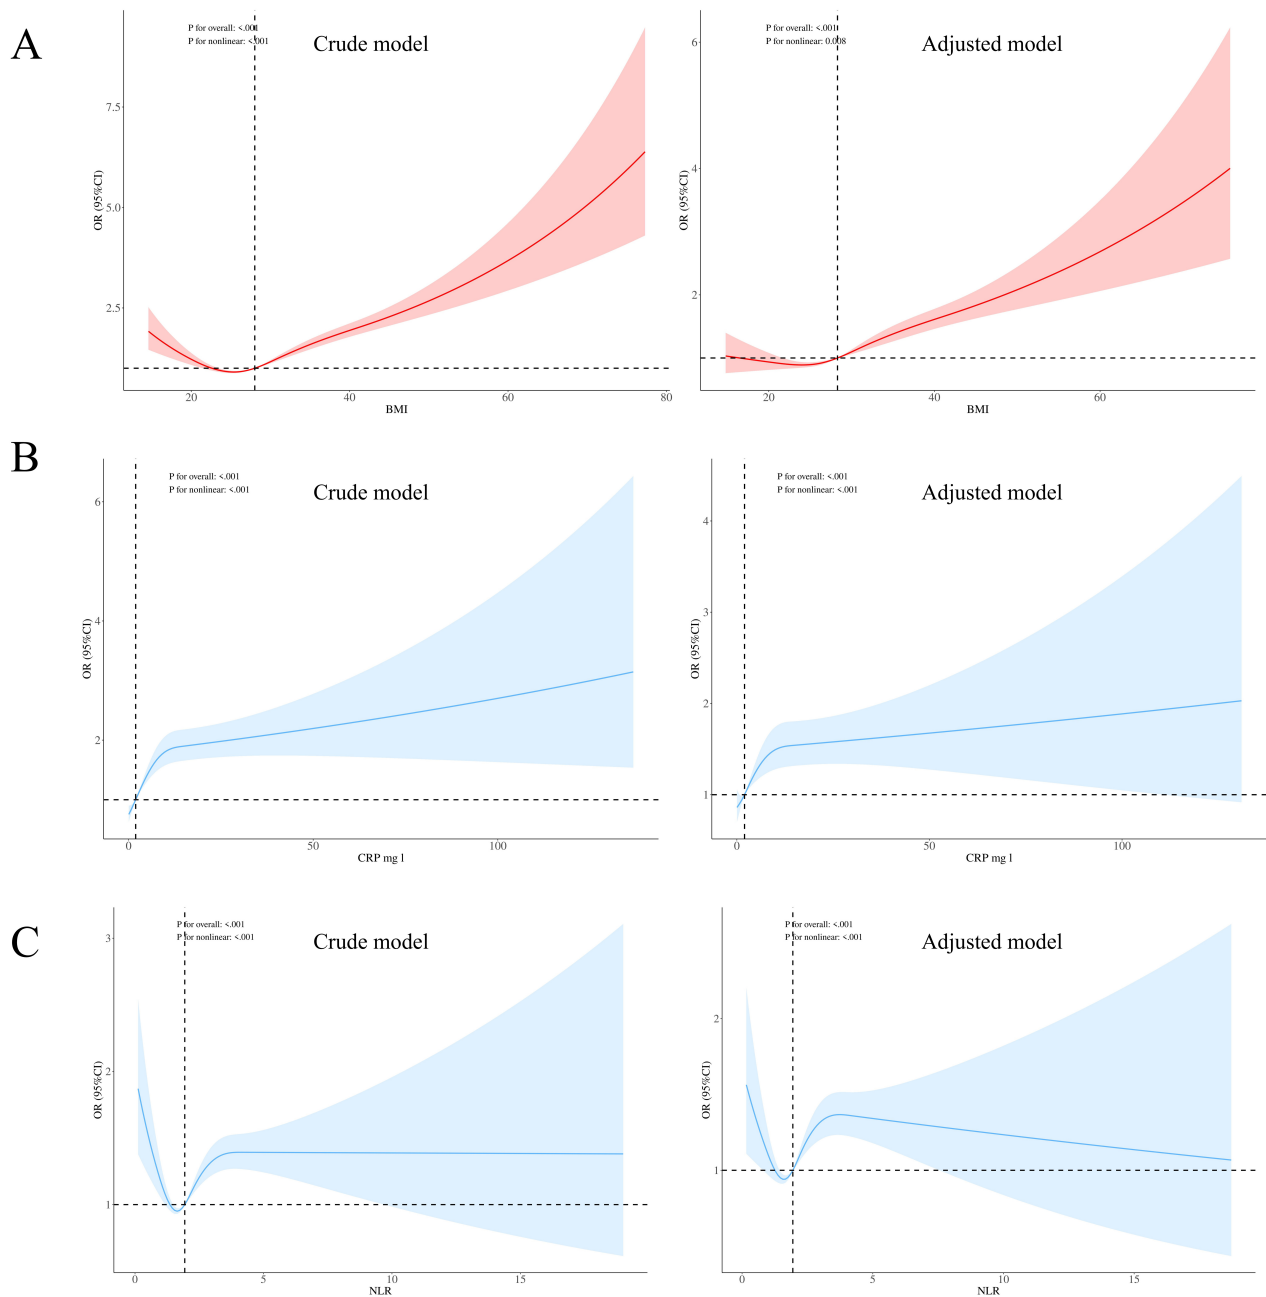 A
P for overall: <.001
P for nonlinear: <.001
Crude model
7.5
5.0
2.5
OR (95%CI)
20
40
60
80
BMI
P for overall: <.001
P for nonlinear: 0.008
Adjusted model
6
4
2
OR (95%CI)
20
40
60
BMI
B
P for overall: <.001
P for nonlinear: <.001
Crude model
6
4
2
OR (95%CI)
0
50
100
CRP mg l
P for overall: <.001
P for nonlinear: <.001
Adjusted model
4
3
2
1
OR (95%CI)
0
50
100
CRP mg l
C
P for overall: <.001
P for nonlinear: <.001
Crude model
3
2
1
OR (95%CI)
0
5
10
15
NLR
P for overall: <.001
P for nonlinear: <.001
Adjusted model
2
1
OR (95%CI)
0
5
10
15
NLR